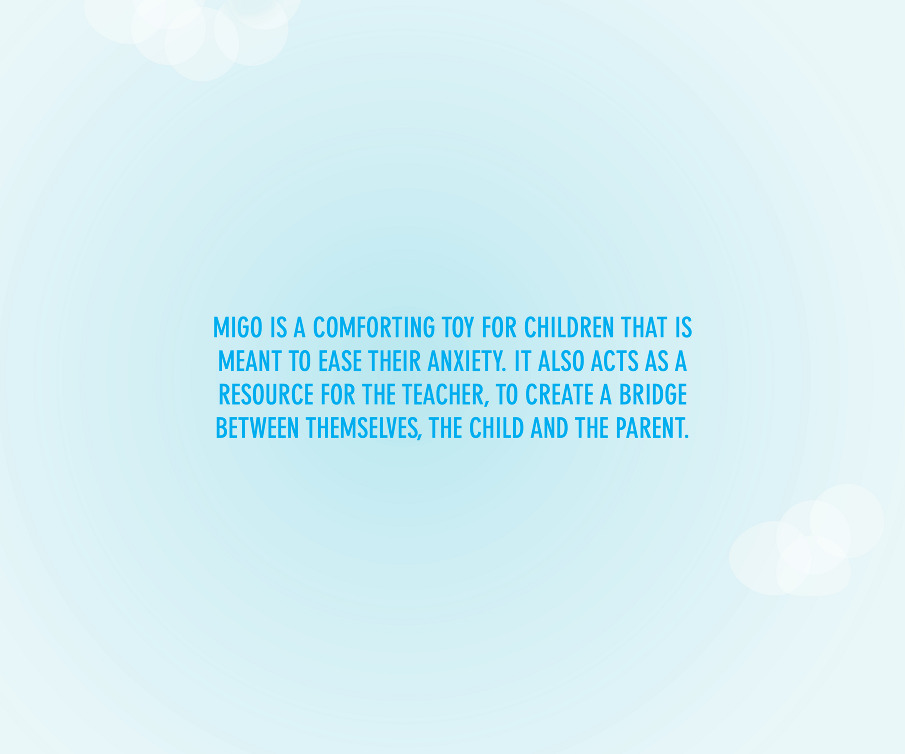 MIGO IS A COMFORTING TOY FOR CHILDREN THAT IS
MEANT TO EASE THEIR ANXIETY. IT ALSO ACTS AS A
RESOURCE FOR THE TEACHER, TO CREATE A BRIDGE
BETWEEN THEMSELVES, THE CHILD AND THE PARENT.